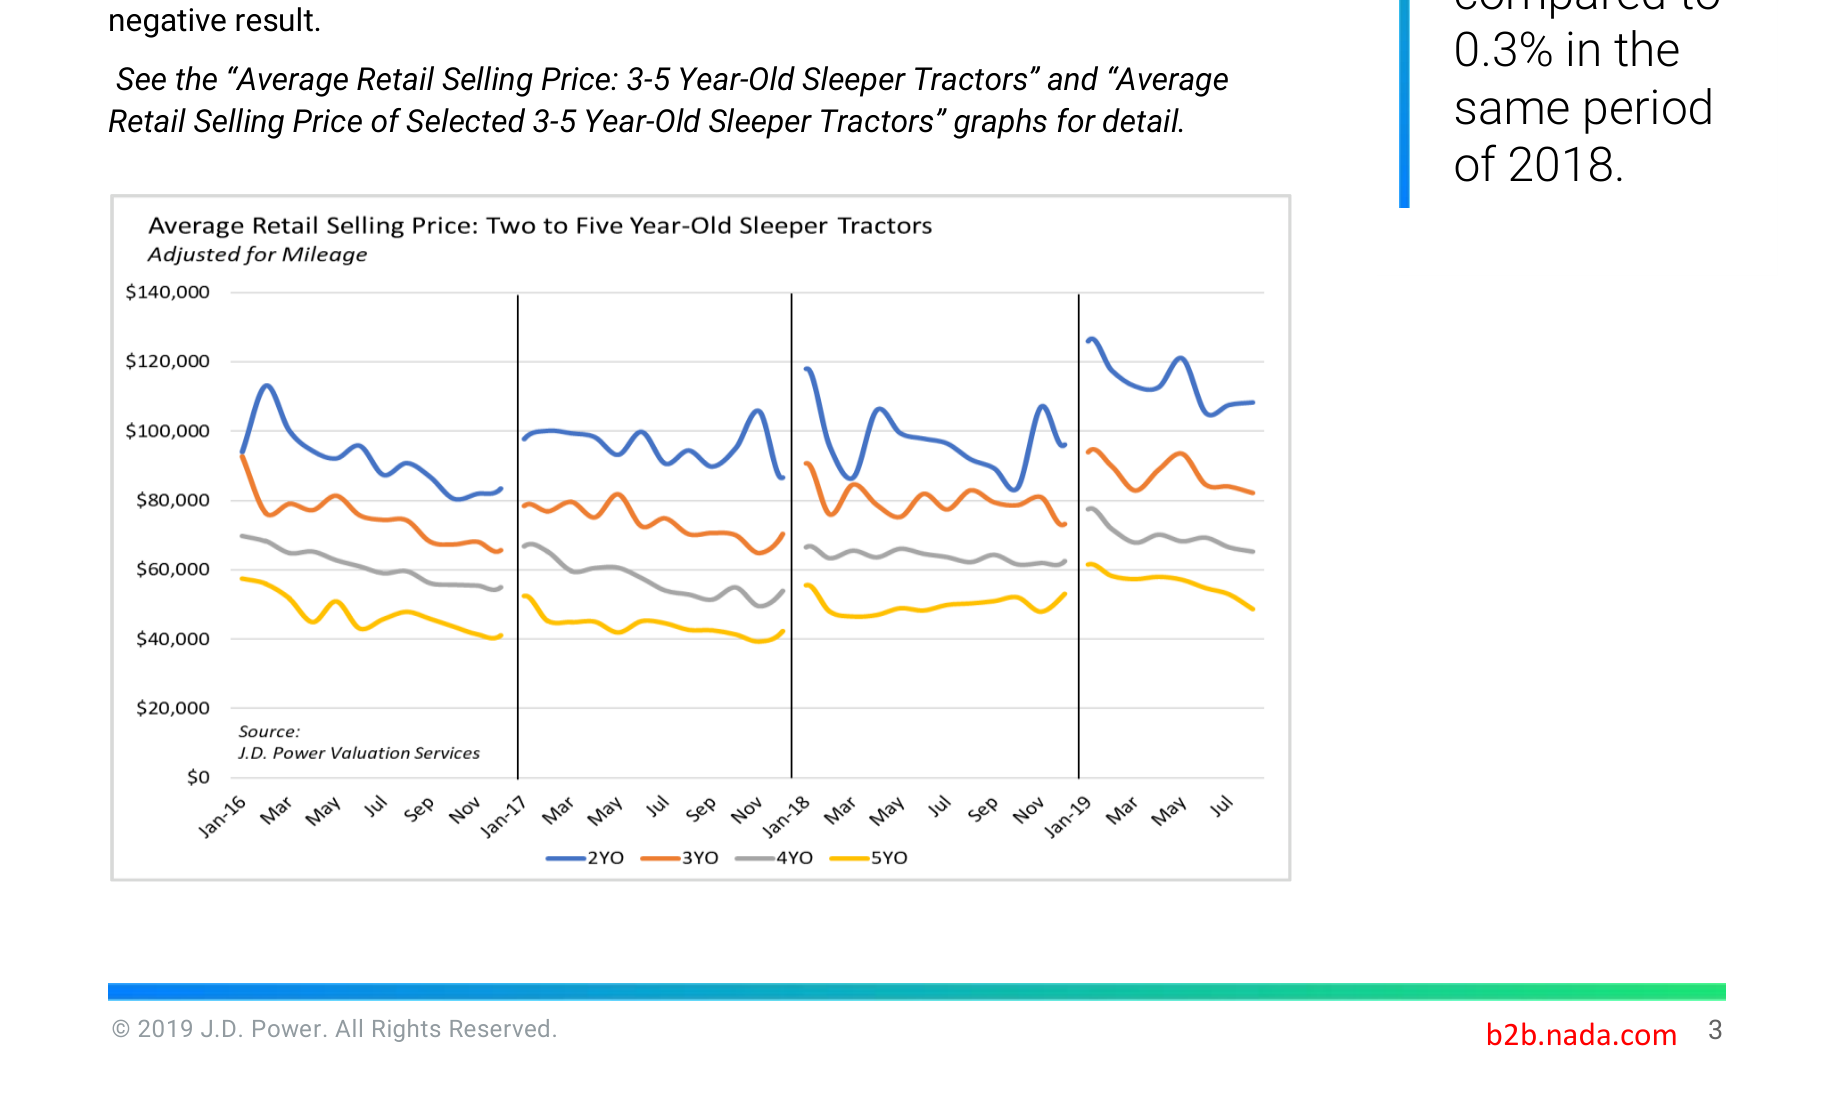 negative result.
See the “Average Retail Selling Price: 3-5 Year-Old Sleeper Tractors” and “Average
Retail Selling Price of Selected 3-5 Year-Old Sleeper Tractors” graphs for detail.
compared to
0.3% in the
same period
of 2018.
Average Retail Selling Price: Two to Five Year-Old Sleeper Tractors
Adjusted for Mileage
$140,000
$120,000
$100,000
$80,000
$60,000
$40,000
$20,000
$0
Source:
J.D. Power Valuation Services
Jan-16 Mar May Jul Sep Nov Jan-17 Mar May Jul Sep Nov Jan-18 Mar May Jul Sep Nov Jan-19 Mar May Jul
2YO 3YO 4YO 5YO
© 2019 J.D. Power. All Rights Reserved.
b2b.nada.com 3